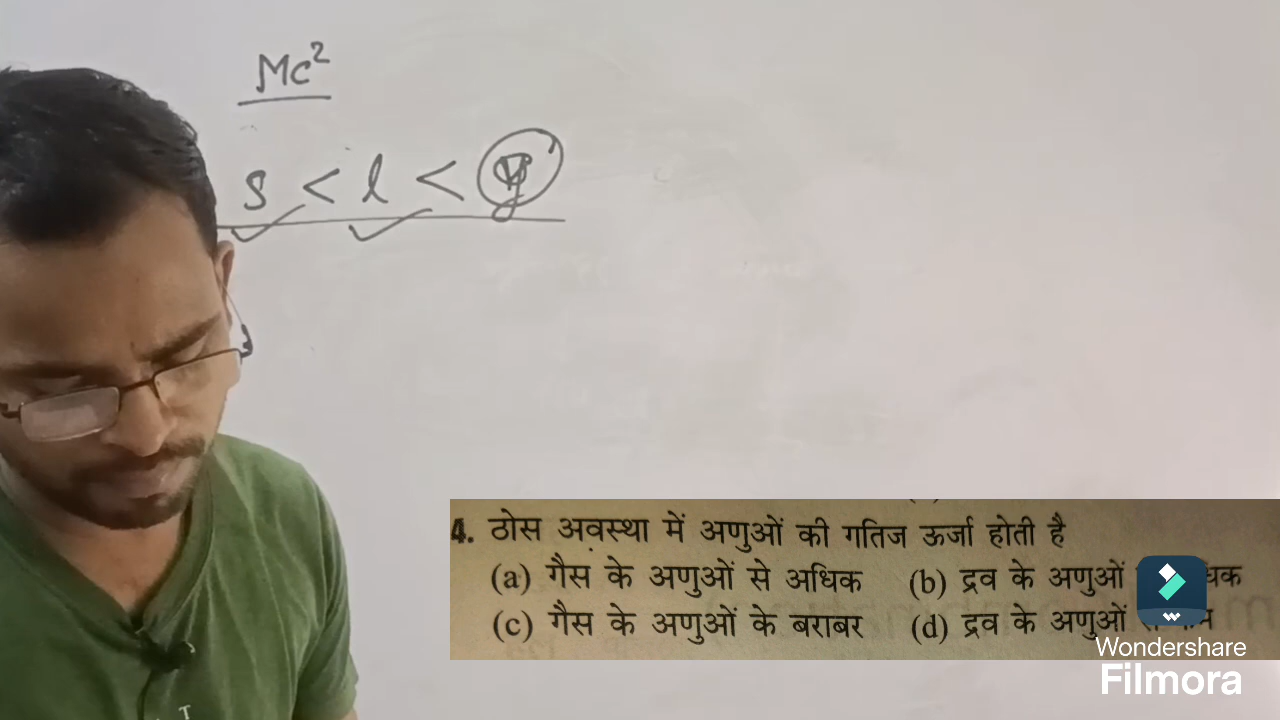 Mc²
s < l < g
4. ठोस अवस्था में अणुओं की गतिज ऊर्जा होती है
(a) गैस के अणुओं से अधिक (b) द्रव के अणुओं
(c) गैस के अणुओं के बराबर (d) द्रव के अणुओं
Wondershare
Filmora